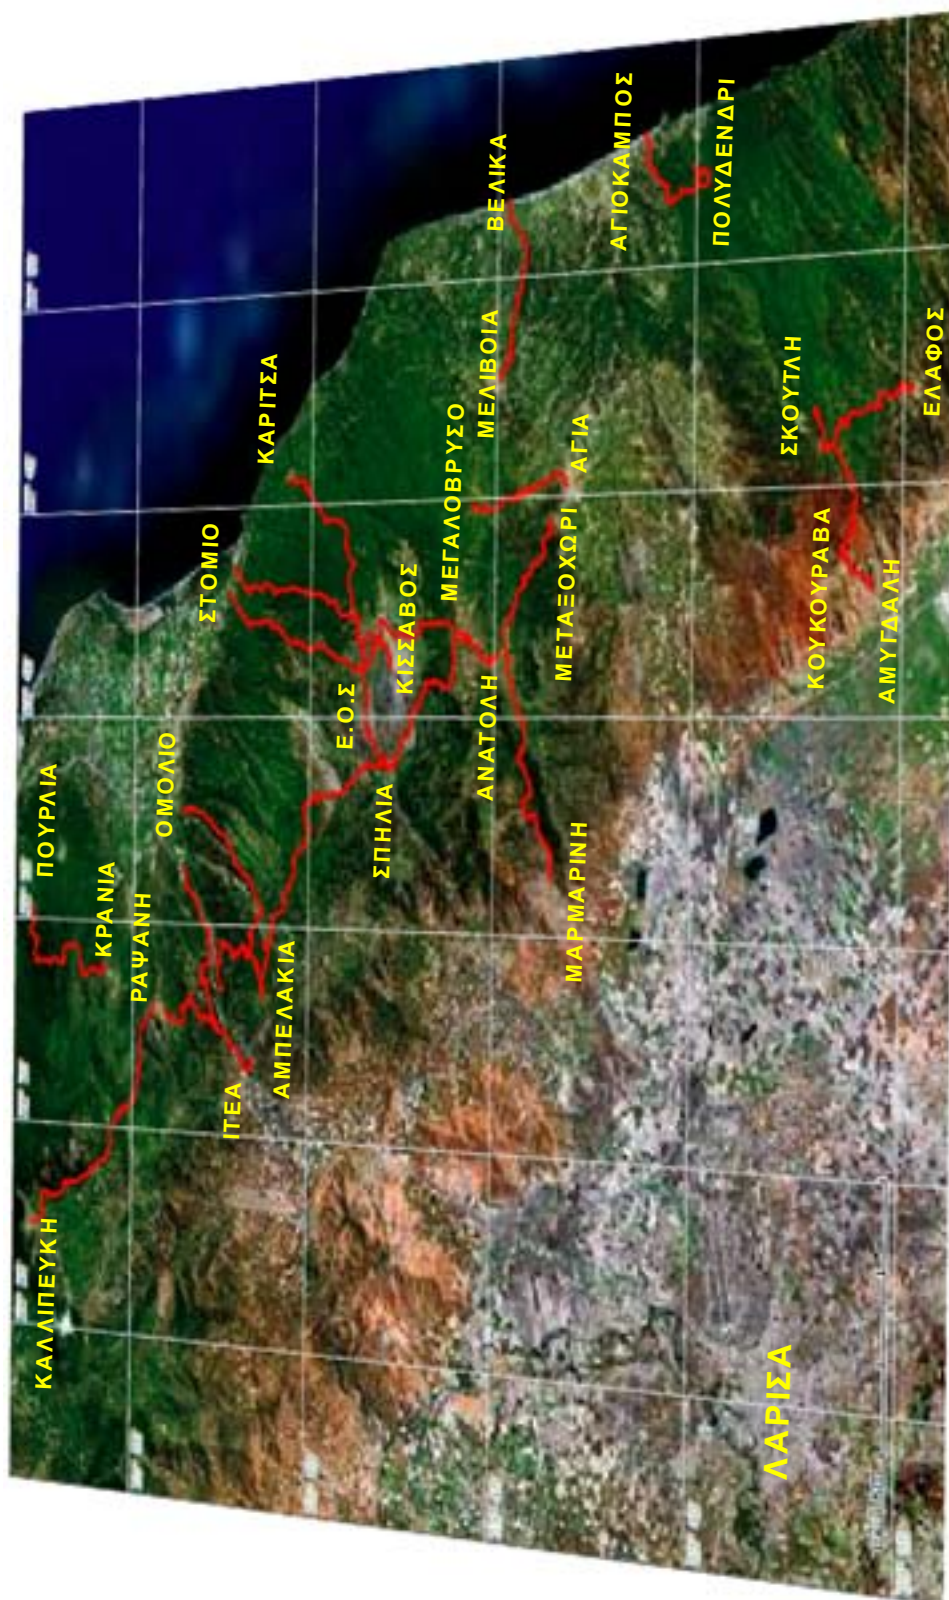 ΚΑΛΛΙΠΕΥΚΗ
ΠΟΥΡΛΙΑ
ΚΡΑΝΙΑ
ΡΑΨΑΝΗ
ΟΜΟΛΙΟ
ΣΤΟΜΙΟ
ΙΤΕΑ
ΚΑΡΙΤΣΑ
ΑΜΠΕΛΑΚΙΑ
Ε.Ο.Σ
ΣΠΗΛΙΑ
ΚΙΣΣΑΒΟΣ
ΜΕΓΑΛΟΒΡΥΣΟ
ΑΝΑΤΟΛΗ
ΜΕΛΙΒΟΙΑ
ΒΕΛΙΚΑ
ΜΕΤΑΞΟΧΩΡΙ
ΜΑΡΜΑΡΙΝΗ
ΑΓΙΑ
ΑΓΙΟΚΑΜΠΟΣ
ΠΟΛΥΔΕΝΔΡΙ
ΛΑΡΙΣΑ
ΣΚΟΥΤΛΗ
ΚΟΥΚΟΥΡΑΒΑ
ΑΜΥΓΔΑΛΗ
ΕΛΑΦΟΣ